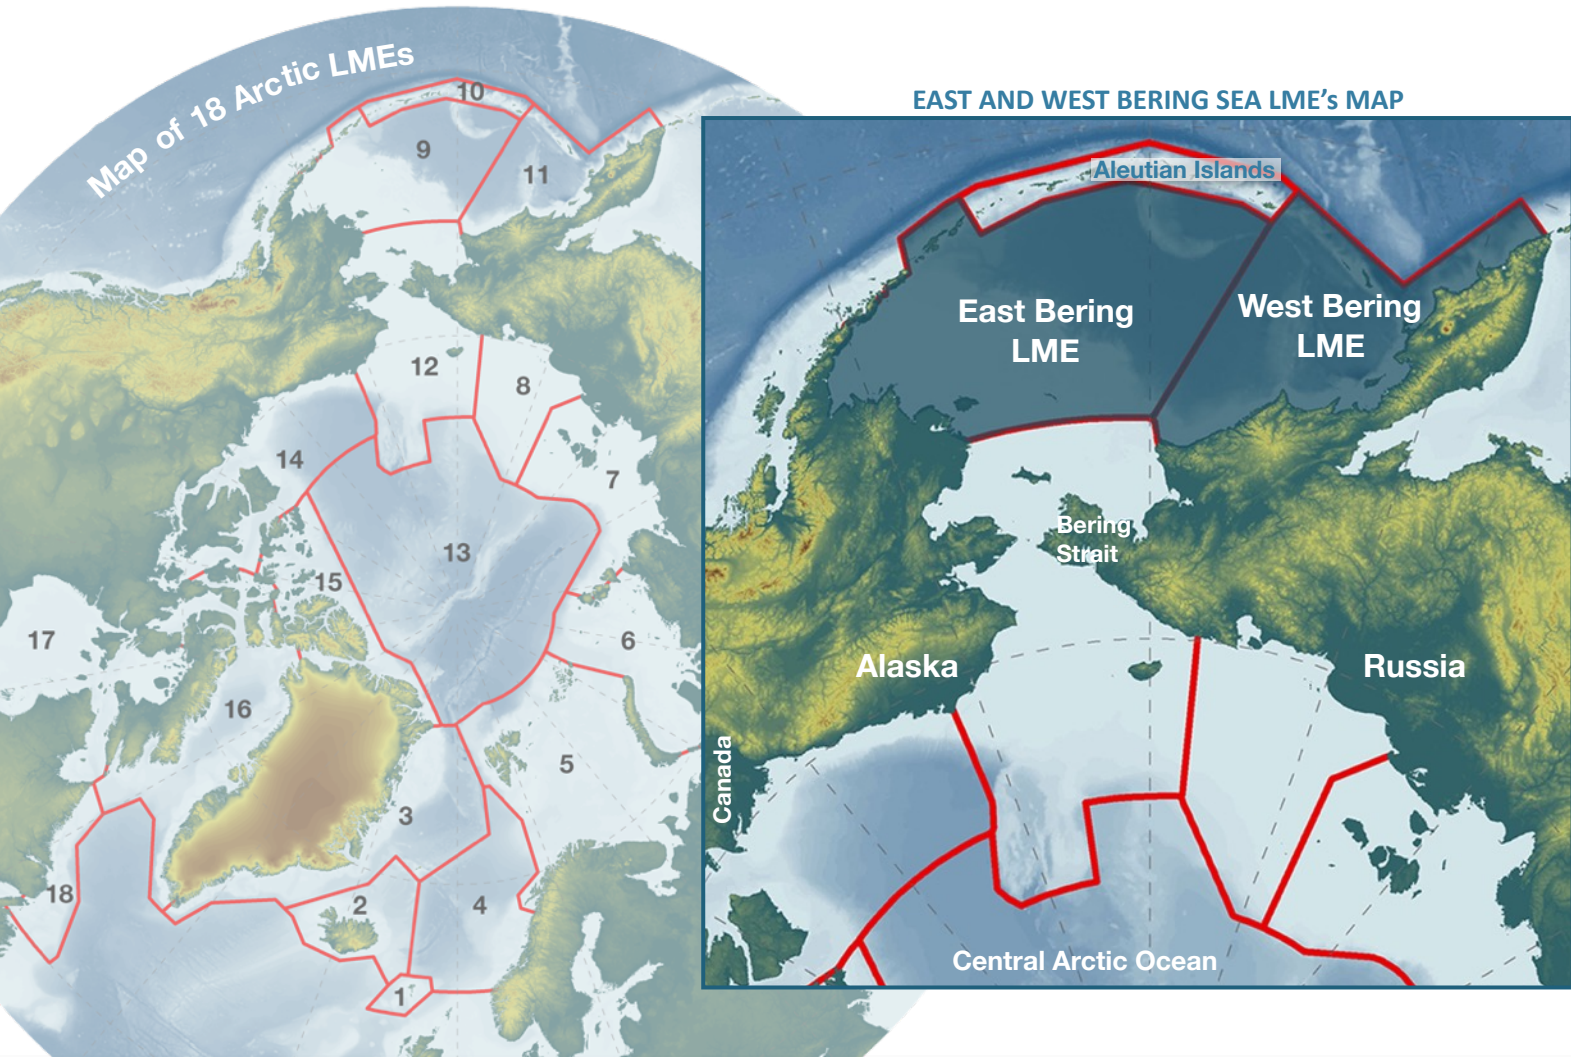 Map of 18 Arctic LMEs
10
9
11
12
8
14
7
13
15
17
6
16
5
3
18
2
4
1
EAST AND WEST BERING SEA LME's MAP
Aleutian Islands
East Bering
LME
West Bering
LME
Bering
Strait
Alaska
Russia
Canada
Central Arctic Ocean